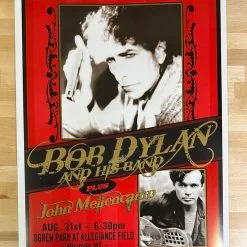 BOB DYLAN
AND HIS BAND
PLUS
John Mellencamp
AUG. 31st – 6:30pm
OGREN PARK AT ALLEGIANCE FIELD